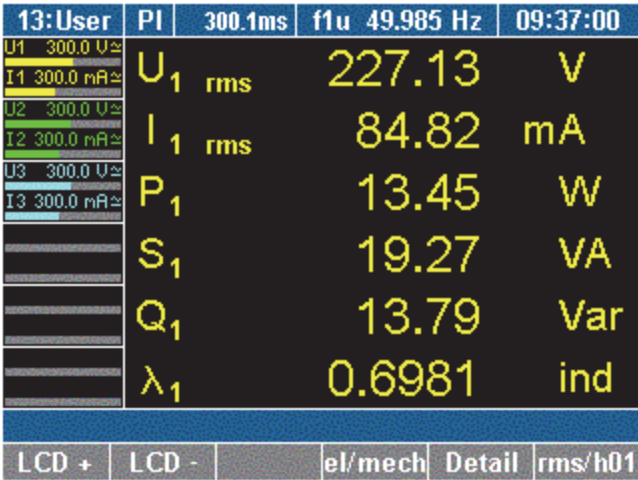 13:User PI 300.1ms f1u 49.985 Hz 09:37:00
U1 300.0 V≃
I1 300.0 mA≃
U2 300.0 V≃
I2 300.0 mA≃
U3 300.0 V≃
I3 300.0 mA≃
U1 rms 227.13 V
I1 rms 84.82 mA
P1 13.45 W
S1 19.27 VA
Q1 13.79 Var
λ1 0.6981 ind
LCD + LCD - el/mech Detail rms/h01